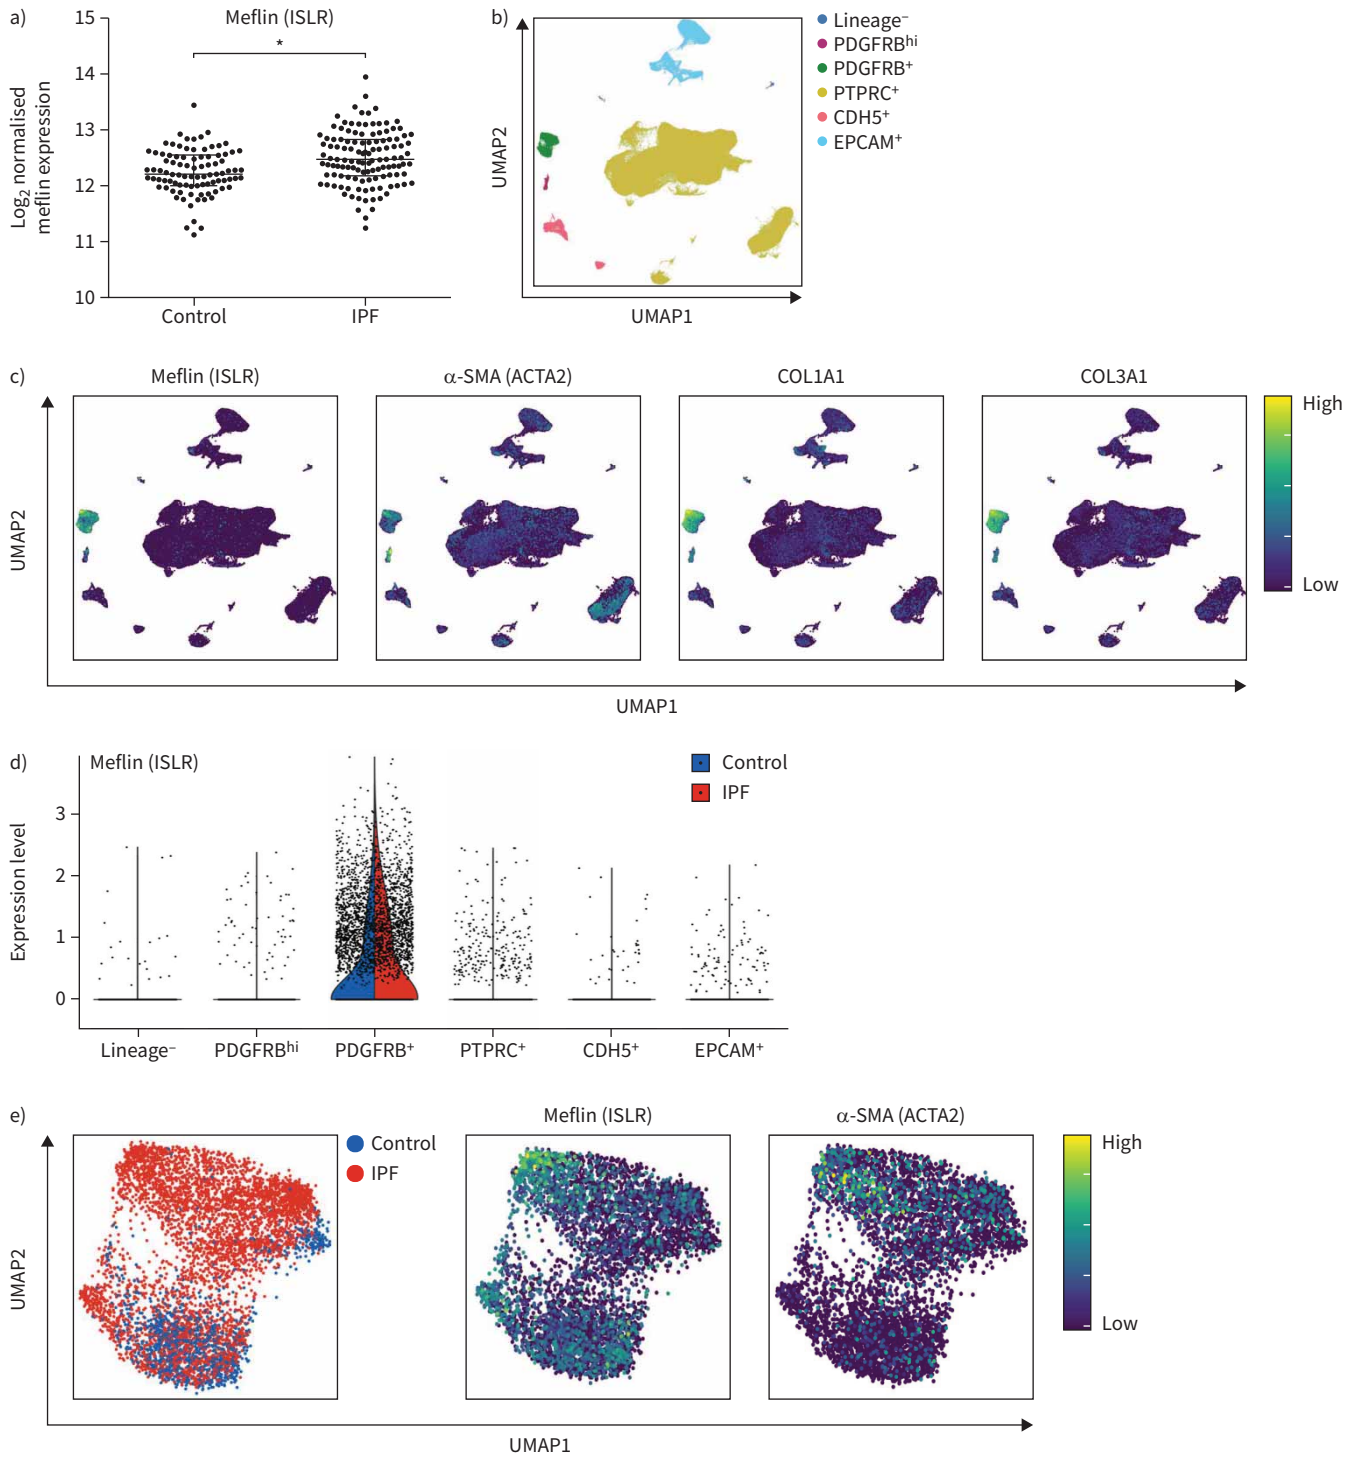 a)
Meflin (ISLR)
*
15
14
13
12
11
10
Log2 normalised
meflin expression
Control
IPF
b)
UMAP2
UMAP1
Lineage⁻
PDGFRBʰⁱ
PDGFRB⁺
PTPRC⁺
CDH5⁺
EPCAM⁺
c)
Meflin (ISLR)
α-SMA (ACTA2)
COL1A1
COL3A1
High
Low
UMAP2
UMAP1
d)
Meflin (ISLR)
Control
IPF
Expression level
3
2
1
0
Lineage⁻
PDGFRBʰⁱ
PDGFRB⁺
PTPRC⁺
CDH5⁺
EPCAM⁺
e)
Control
IPF
Meflin (ISLR)
α-SMA (ACTA2)
High
Low
UMAP2
UMAP1